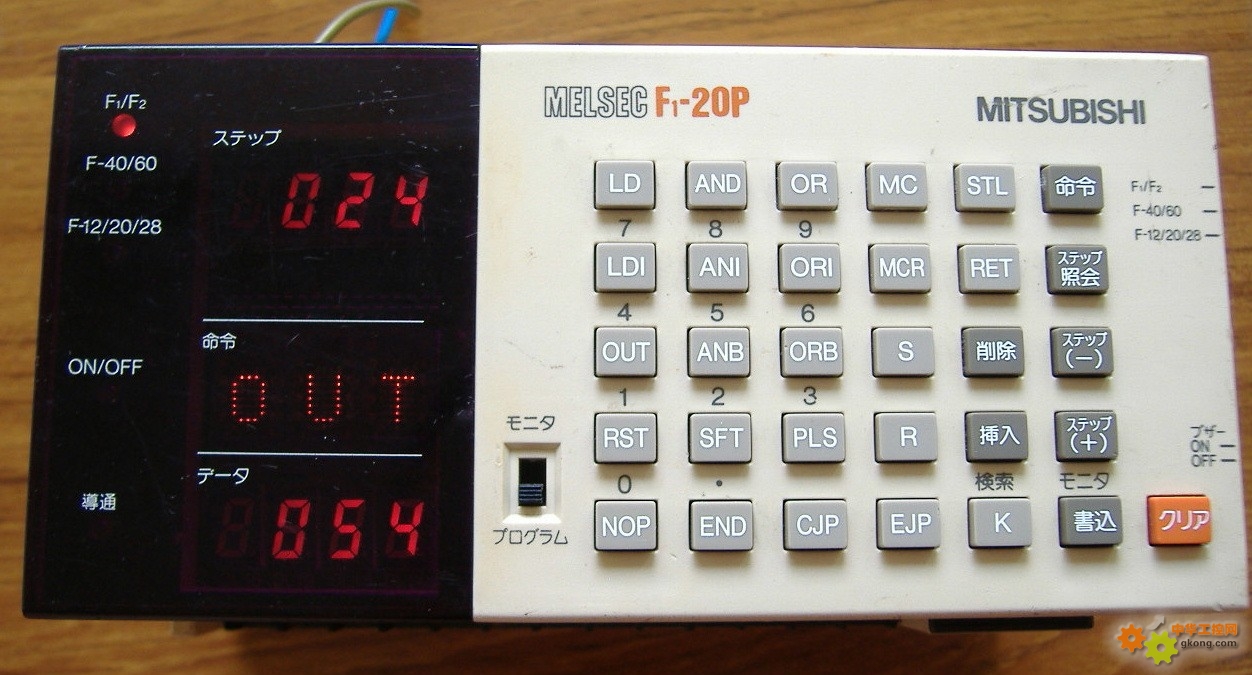 F₁/F₂
F-40/60
F-12/20/28
ON/OFF
導通
ステップ
024
命令
OUT
データ
054
MELSEC F₁-20P
MITSUBISHI
モニタ
プログラム
LD AND OR MC STL 命令
7 8 9
LDI ANI ORI MCR RET ステップ照会
4 5 6
OUT ANB ORB S 削除 ステップ(−)
1 2 3
RST SFT PLS R 挿入 ステップ(+)
0 • 検索 モニタ
NOP END CJP EJP K 書込 クリア
F₁/F₂
F-40/60
F-12/20/28
ブザー
ON
OFF
中华工控网
gkong.com